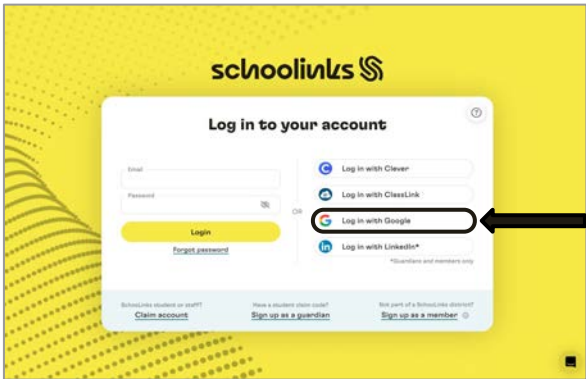 schoolinks
Log in to your account
Email
Password
Login
Forgot password
OR
Log in with Clever
Log in with ClassLink
Log in with Google
Log in with LinkedIn*
*Guardians and members only
SchooLinks student or staff?
Claim account
Have a student claim code?
Sign up as a guardian
Not part of a SchooLinks district?
Sign up as a member